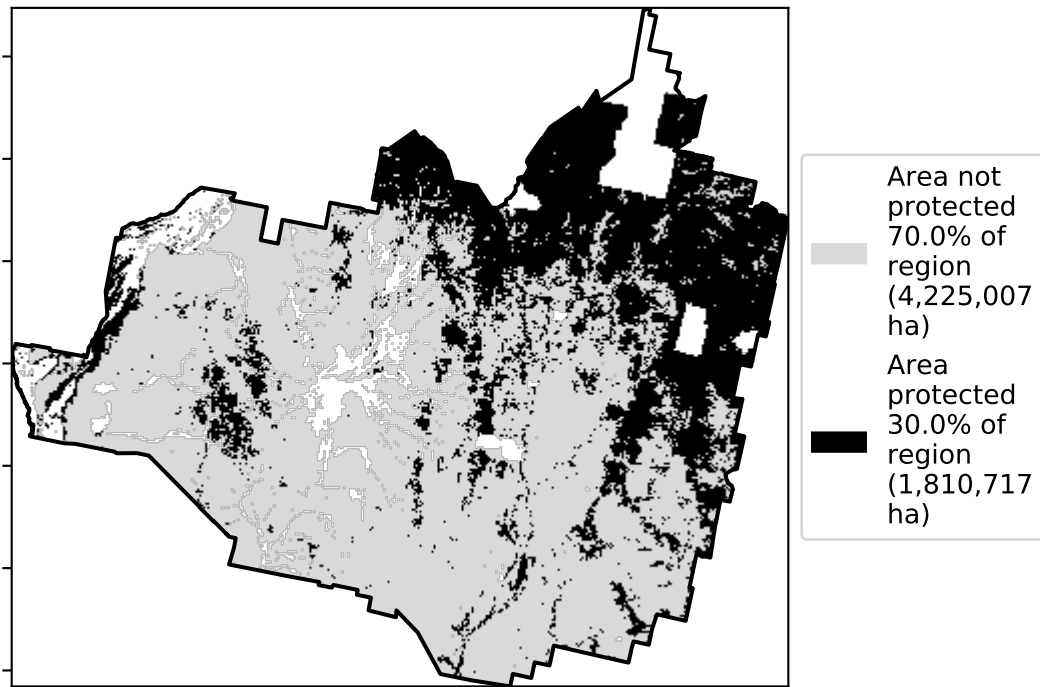 Area not
protected
70.0% of
region
(4,225,007
ha)
Area
protected
30.0% of
region
(1,810,717
ha)